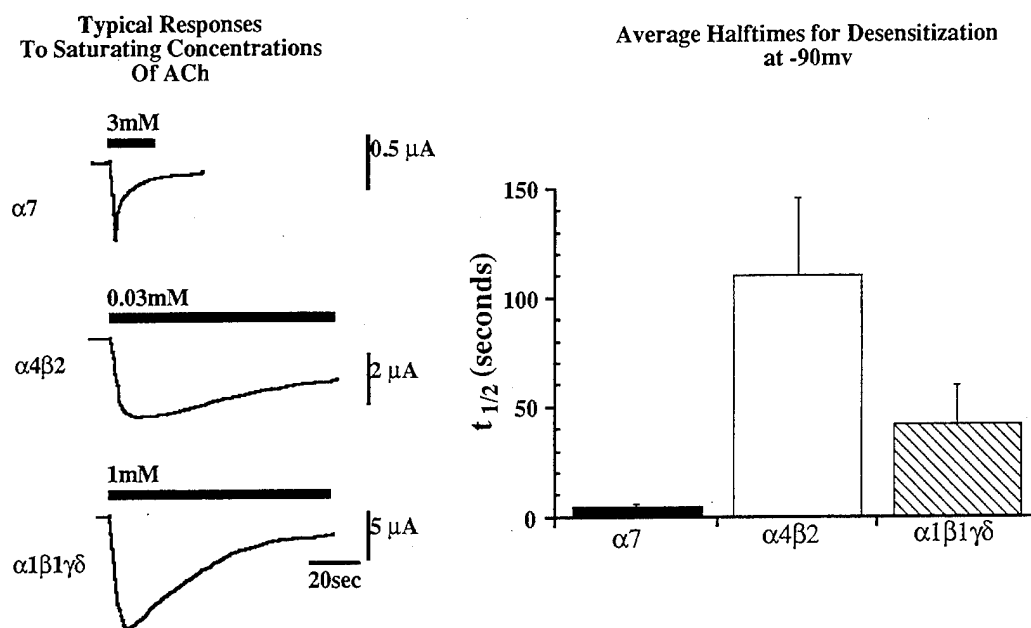 Typical Responses
To Saturating Concentrations
Of ACh
3mM
0.5 µA
α7
0.03mM
α4β2
2 µA
1mM
5 µA
α1β1γδ
20sec
Average Halftimes for Desensitization
at -90mv
t 1/2 (seconds)
150
100
50
0
α7
α4β2
α1β1γδ